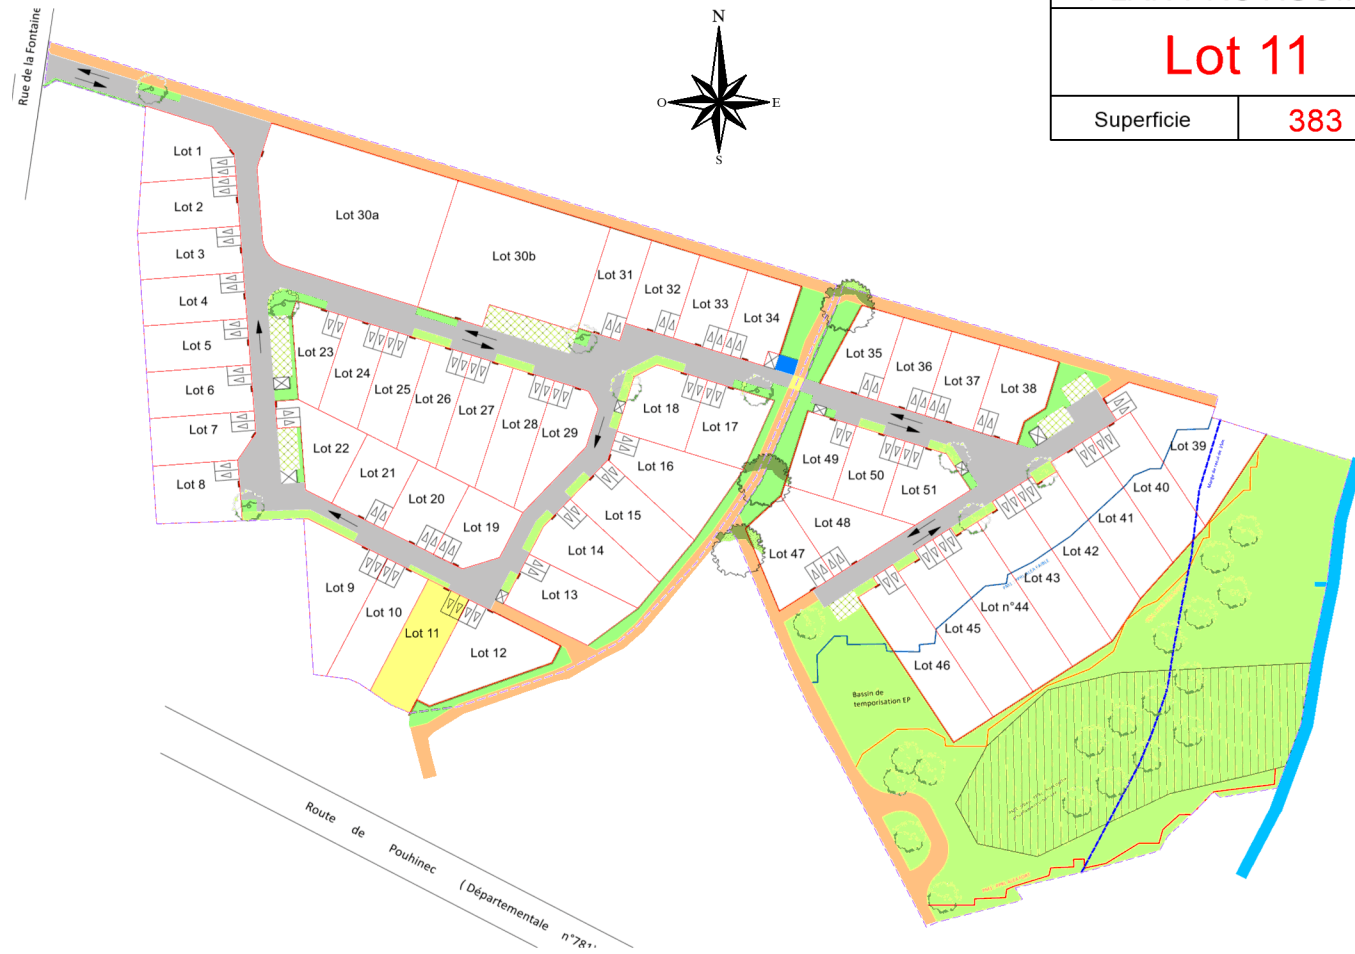 Rue de la Fontaine
N
O
E
S
Lot 11
Superficie
383
Lot 1
Lot 2
Lot 3
Lot 4
Lot 5
Lot 6
Lot 7
Lot 8
Lot 30a
Lot 30b
Lot 31
Lot 32
Lot 33
Lot 34
Lot 35
Lot 36
Lot 37
Lot 38
Lot 23
Lot 24
Lot 25
Lot 26
Lot 27
Lot 28
Lot 29
Lot 18
Lot 17
Lot 16
Lot 15
Lot 14
Lot 13
Lot 22
Lot 21
Lot 20
Lot 19
Lot 49
Lot 50
Lot 51
Lot 48
Lot 47
Lot 39
Lot 40
Lot 41
Lot 42
Lot 43
Lot n°44
Lot 45
Lot 46
Lot 9
Lot 10
Lot 11
Lot 12
Bassin de
temporisation EP
Route de Pouhinec (Départementale n°781)